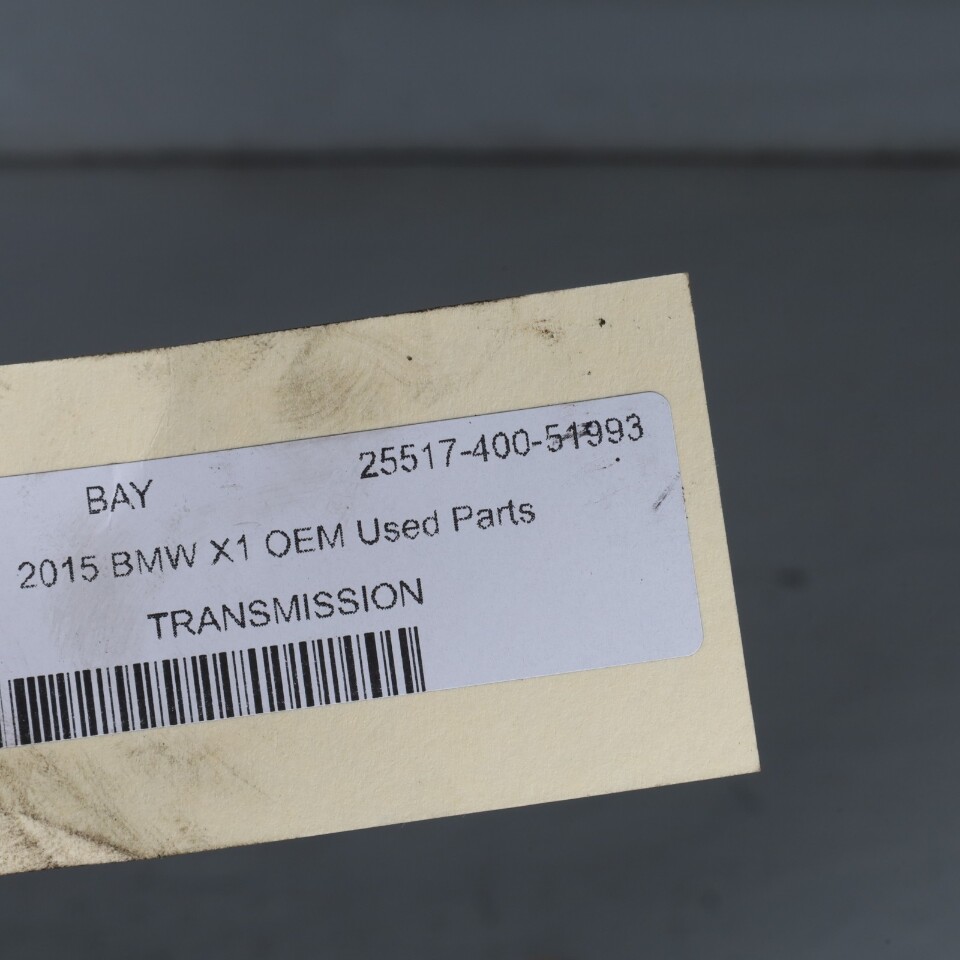 BAY 25517-400-51993
2015 BMW X1 OEM Used Parts
TRANSMISSION